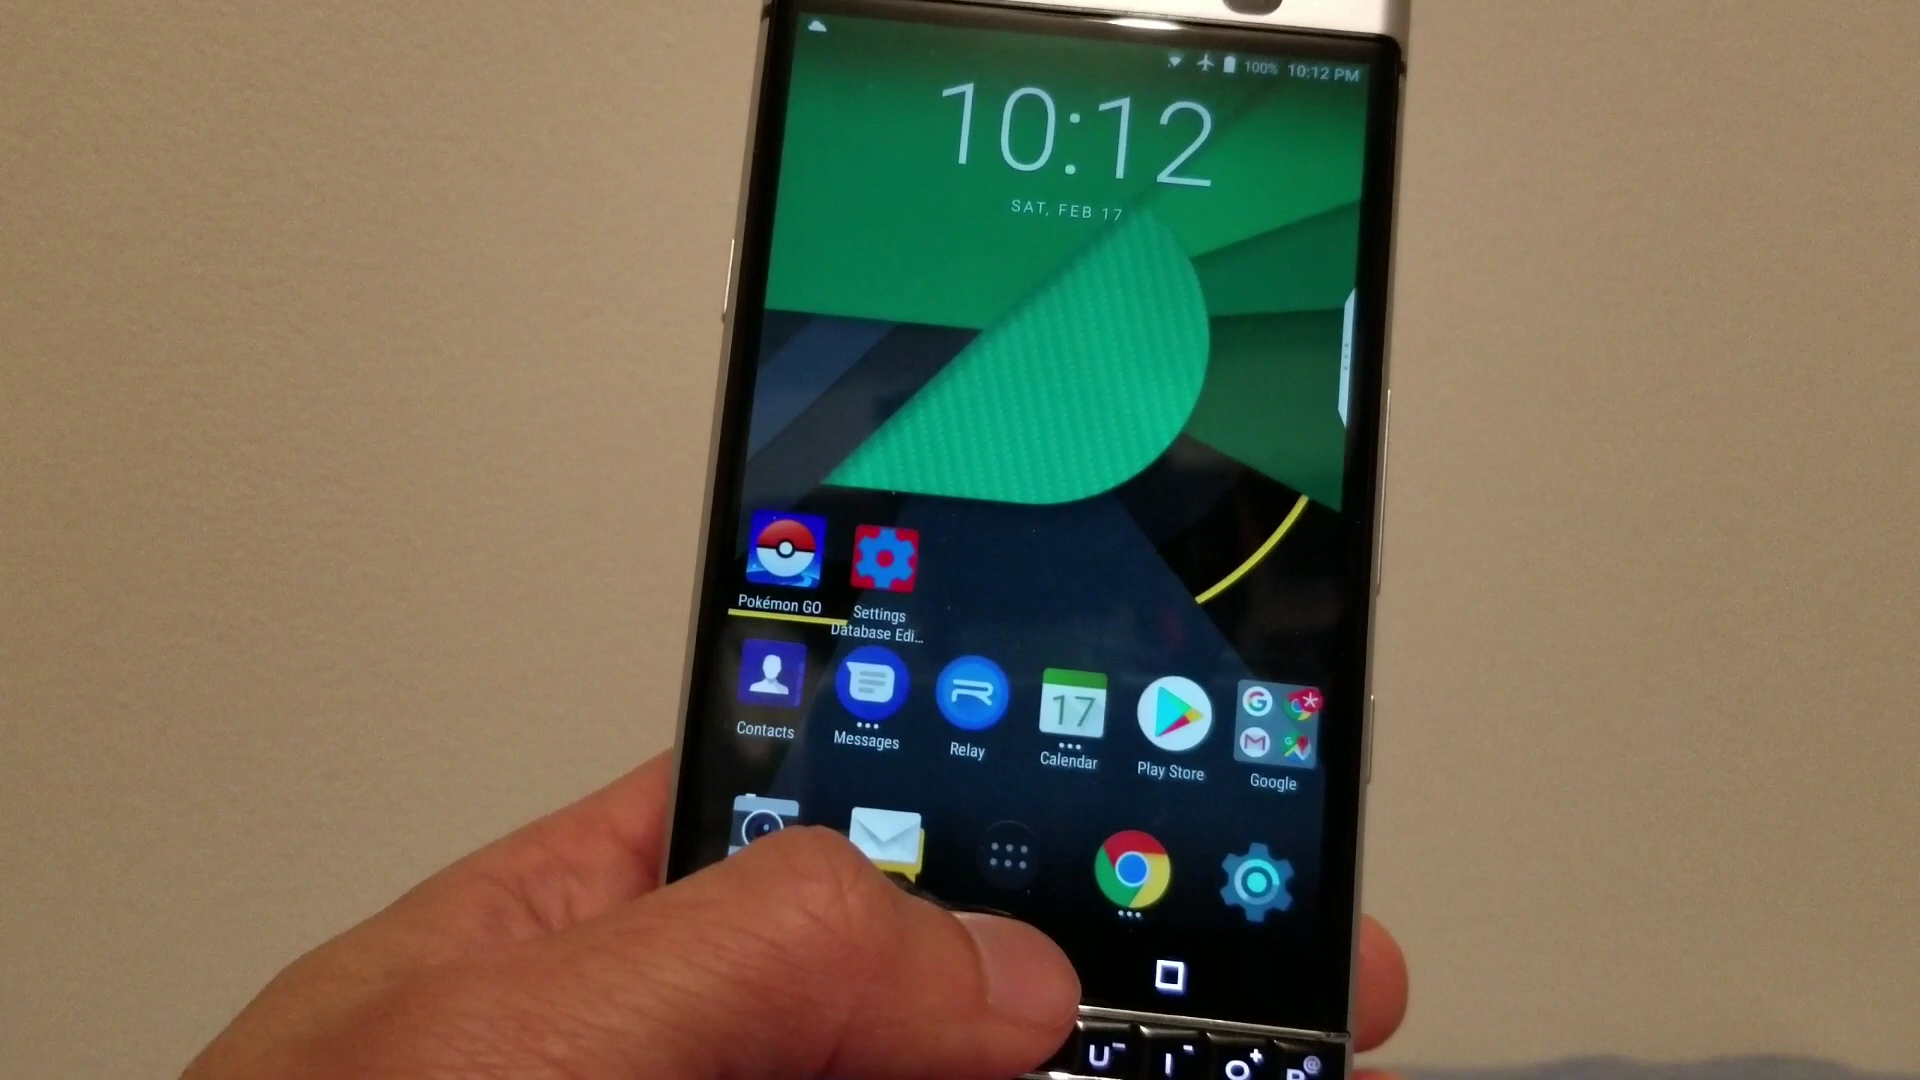 100% 10:12 PM
10:12
SAT, FEB 17
Pokémon GO
Settings
Database Edi...
Contacts
Messages
Relay
17
Calendar
Play Store
Google
U - I - O + P @